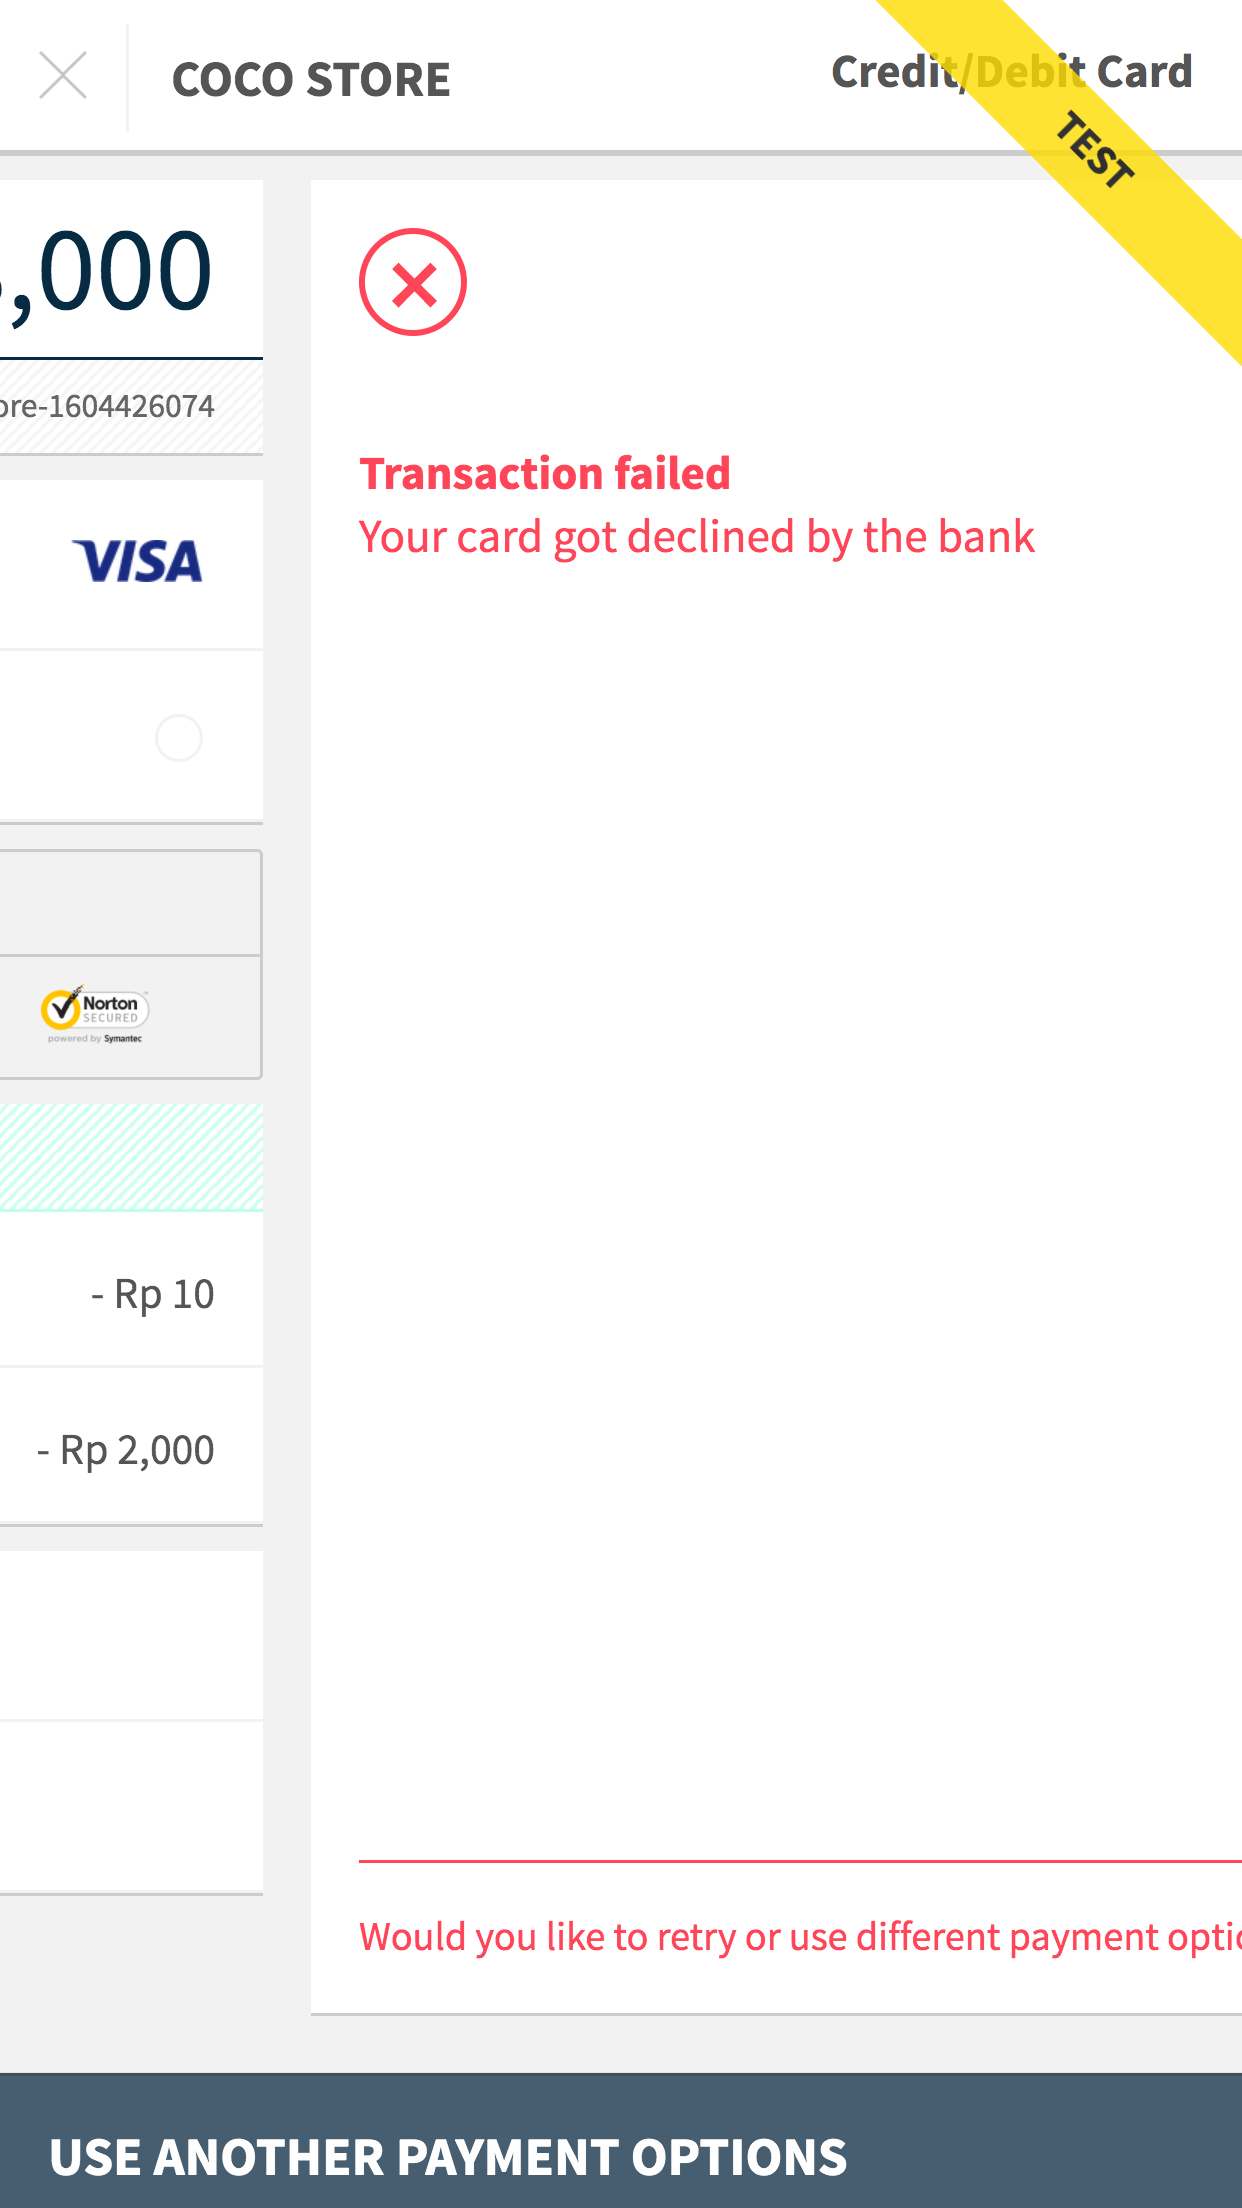 COCO STORE
Credit/Debit Card
TEST
,000
ore-1604426074
VISA
Norton
SECURED
powered by Symantec
- Rp 10
- Rp 2,000
Transaction failed
Your card got declined by the bank
Would you like to retry or use different payment optio
USE ANOTHER PAYMENT OPTIONS